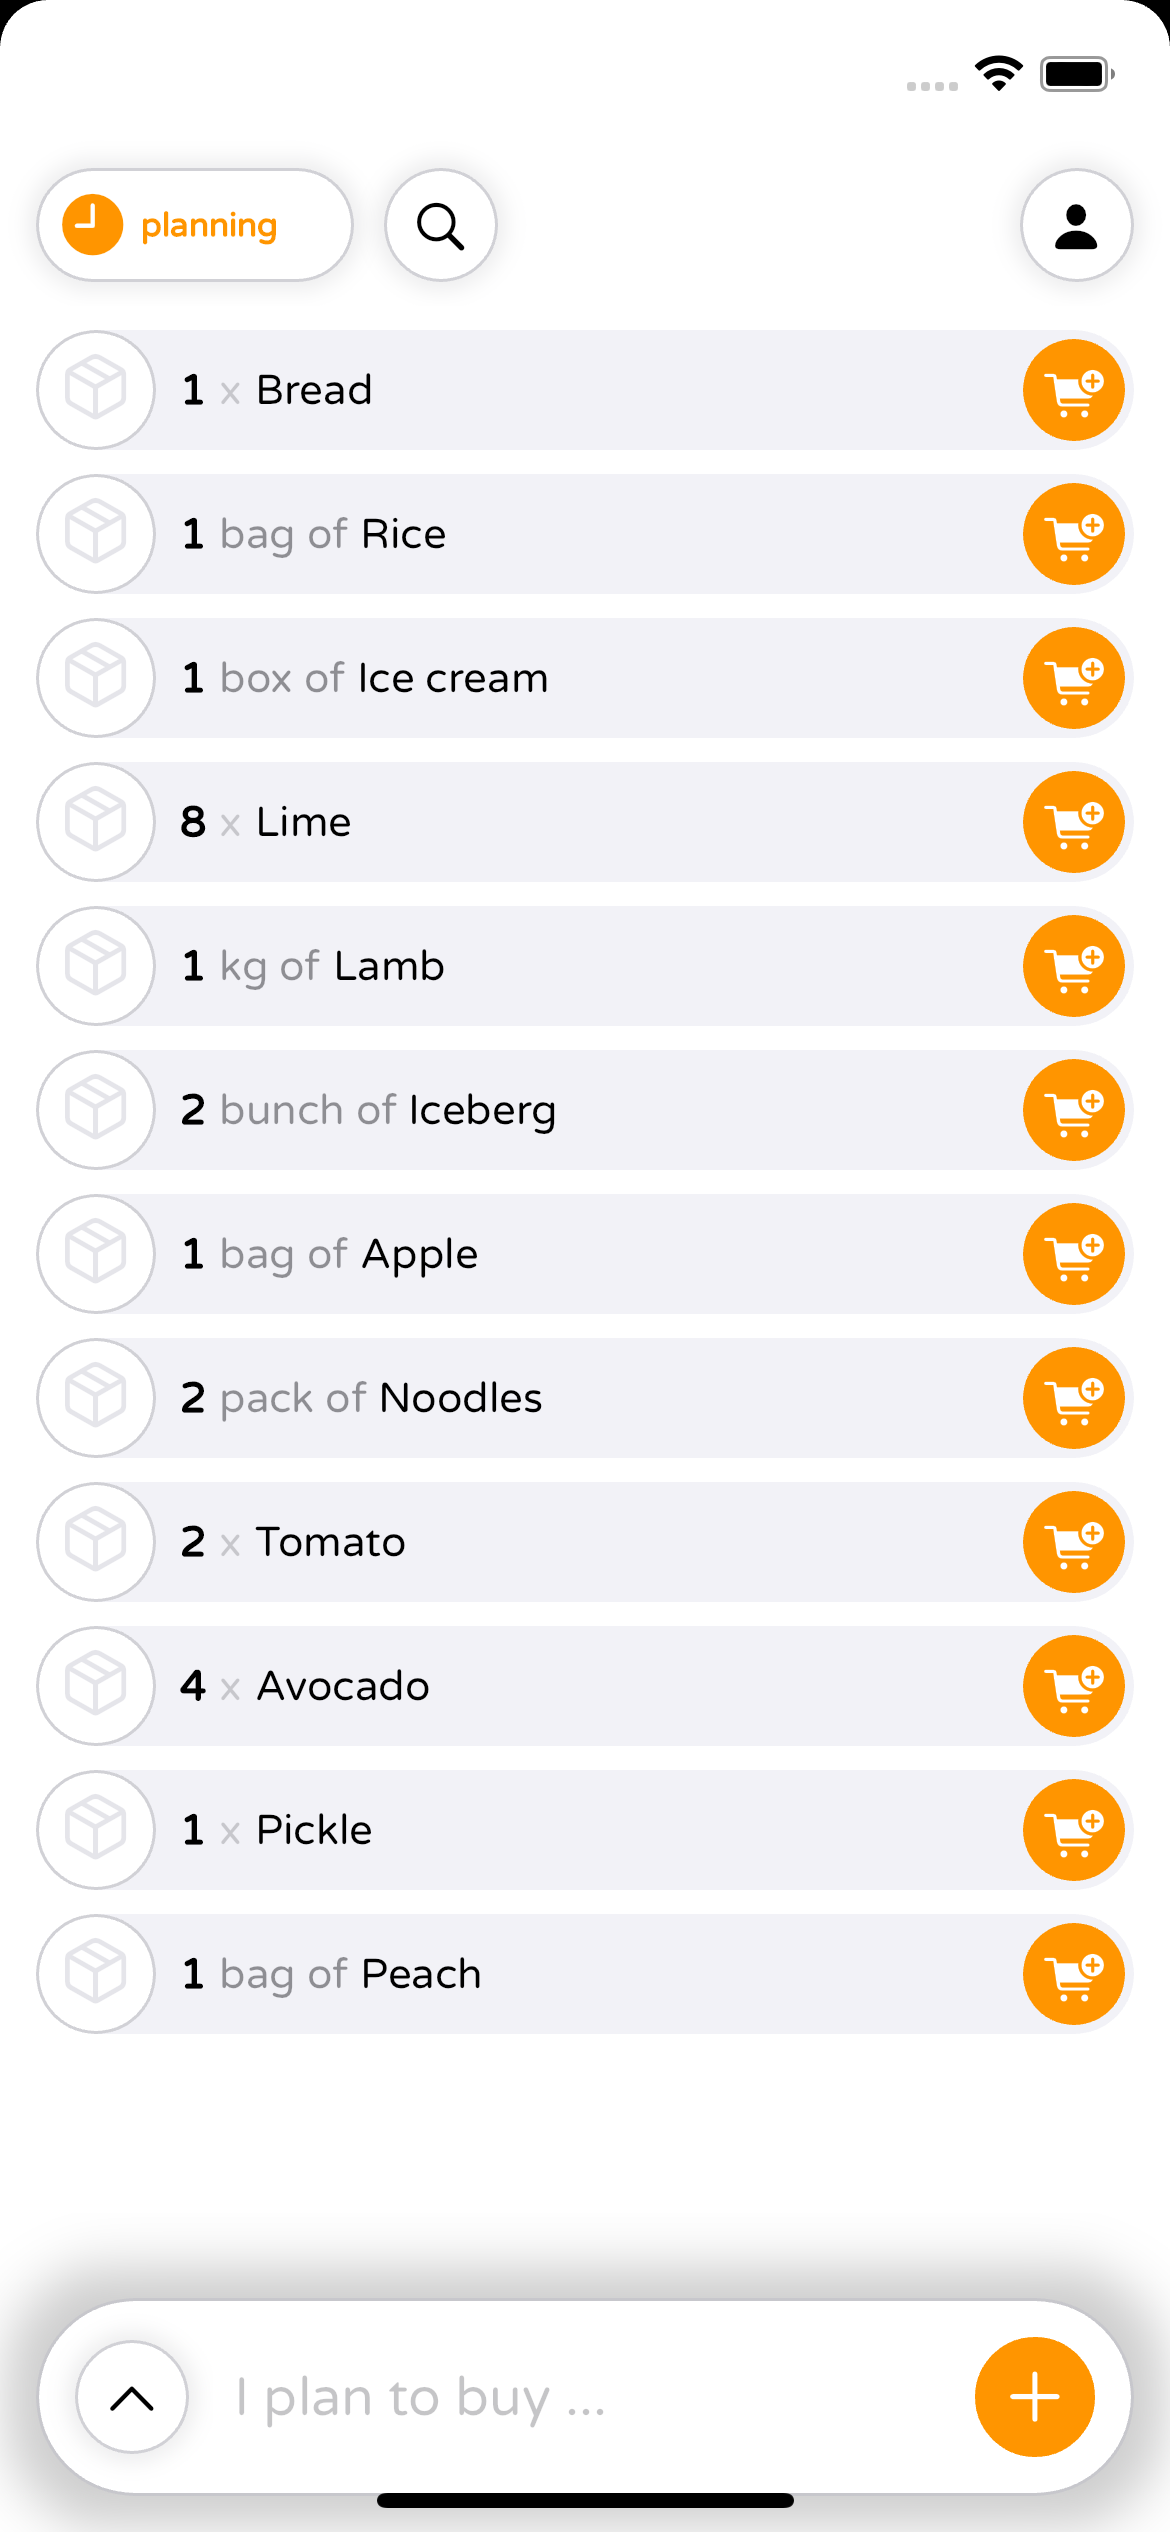 planning
1 x Bread
1 bag of Rice
1 box of Ice cream
8 x Lime
1 kg of Lamb
2 bunch of Iceberg
1 bag of Apple
2 pack of Noodles
2 x Tomato
4 x Avocado
1 x Pickle
1 bag of Peach
I plan to buy ...